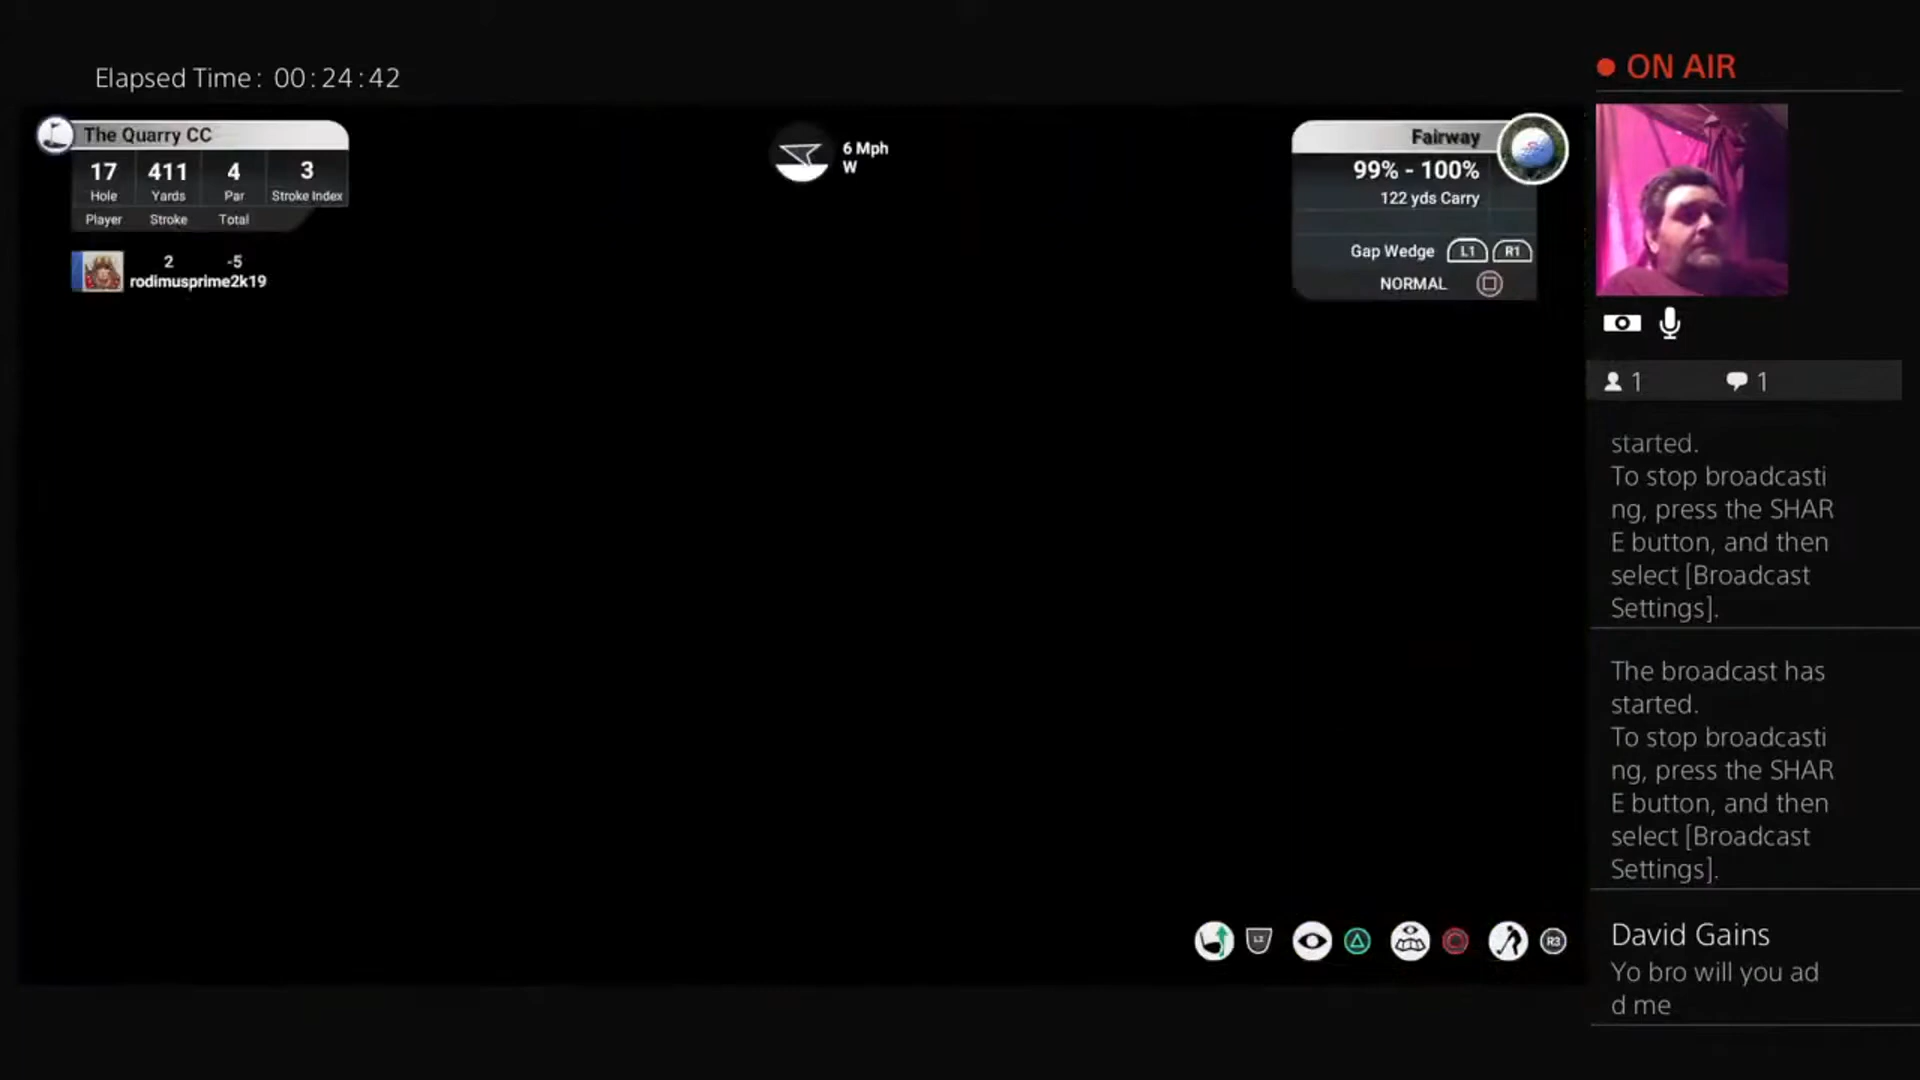 Elapsed Time: 00:24:42
ON AIR
The Quarry CC
17 411 4 3
Hole Yards Par Stroke Index
Player Stroke Total
2 -5
rodimusprime2k19
6 Mph
W
Fairway
99% - 100%
122 yds Carry
Gap Wedge L1 R1
NORMAL
1 1
started.
To stop broadcasti
ng, press the SHAR
E button, and then
select [Broadcast
Settings].
The broadcast has
started.
To stop broadcasti
ng, press the SHAR
E button, and then
select [Broadcast
Settings].
David Gains
Yo bro will you ad
d me
L2 R3